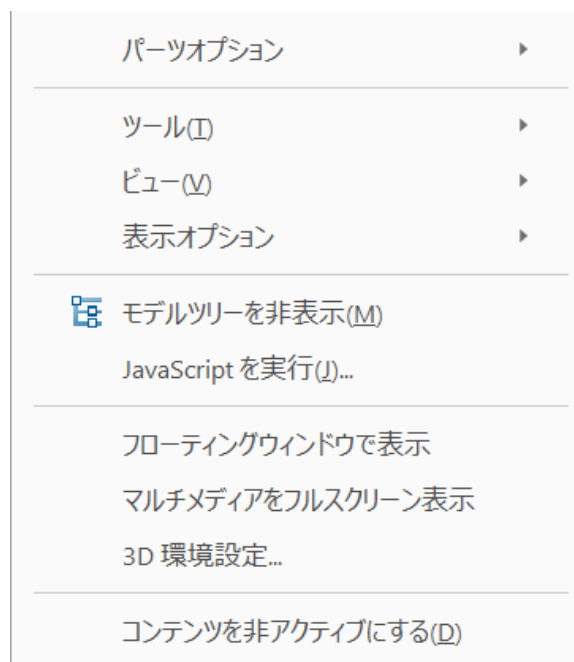 パーツオプション
ツール(T)
ビュー(V)
表示オプション
モデルツリーを非表示(M)
JavaScript を実行(J)...
フローティングウィンドウで表示
マルチメディアをフルスクリーン表示
3D 環境設定...
コンテンツを非アクティブにする(D)